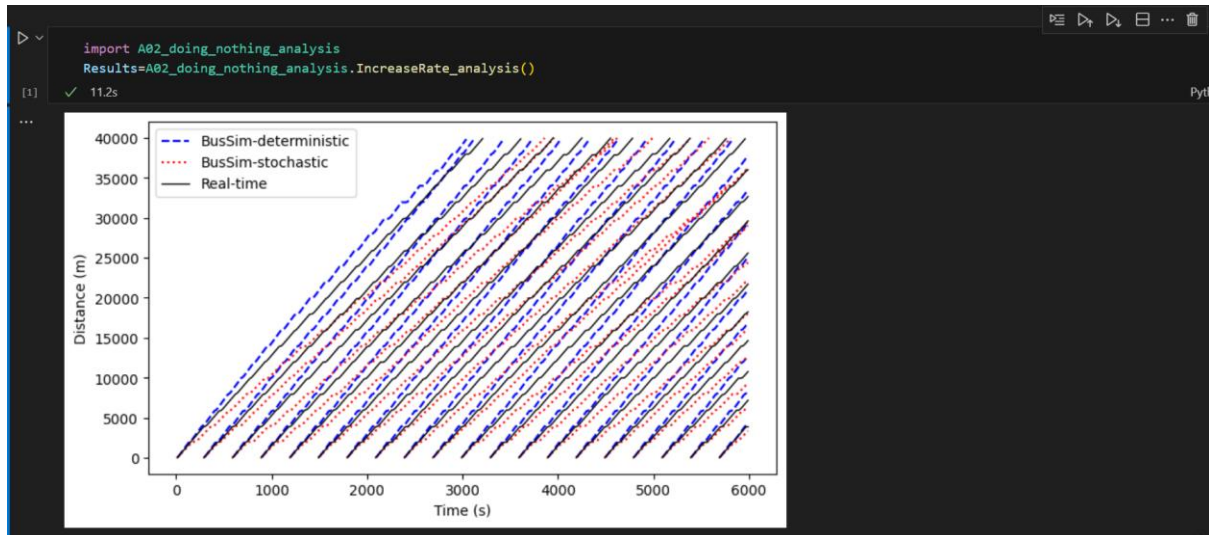 import A02_doing_nothing_analysis
Results=A02_doing_nothing_analysis.IncreaseRate_analysis()
[1]
11.2s
...
40000
35000
30000
25000
20000
15000
10000
5000
0
Distance (m)
BusSim-deterministic
BusSim-stochastic
Real-time
0 1000 2000 3000 4000 5000 6000
Time (s)